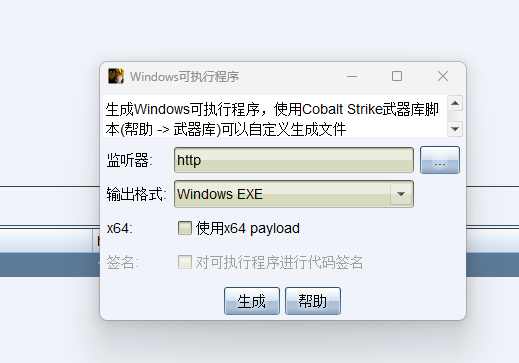 Windows可执行程序
生成Windows可执行程序，使用Cobalt Strike武器库脚
本(帮助 -> 武器库)可以自定义生成文件
监听器: http ...
输出格式: Windows EXE
x64: 使用x64 payload
签名: 对可执行程序进行代码签名
生成 帮助